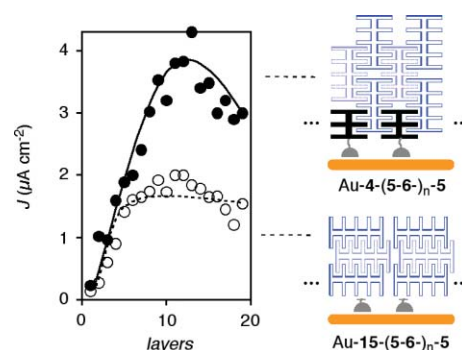 4
3
2
1
0
J (μA cm⁻²)
0 10 20
layers
...
...
Au-4-(5-6-)ₙ-5
...
...
Au-15-(5-6-)ₙ-5